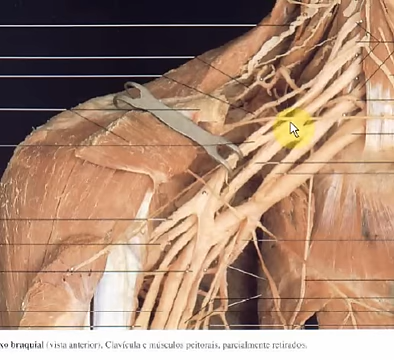 xo braquial (vista anterior). Clavícula e músculos peitorais, parcialmente retirados.